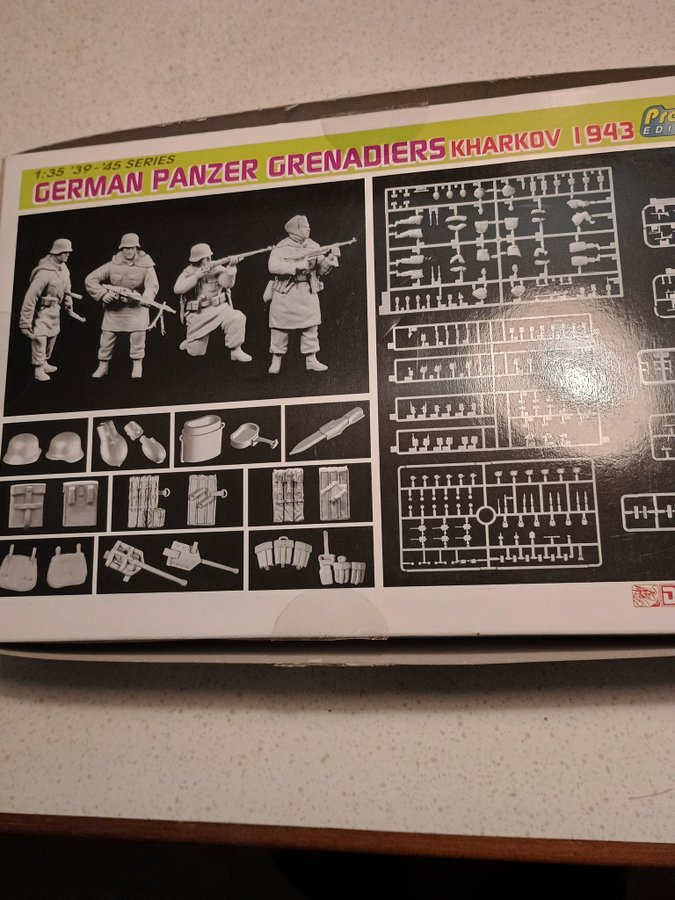 1:35 '39-'45 SERIES
GERMAN PANZER GRENADIERS KHARKOV 1943